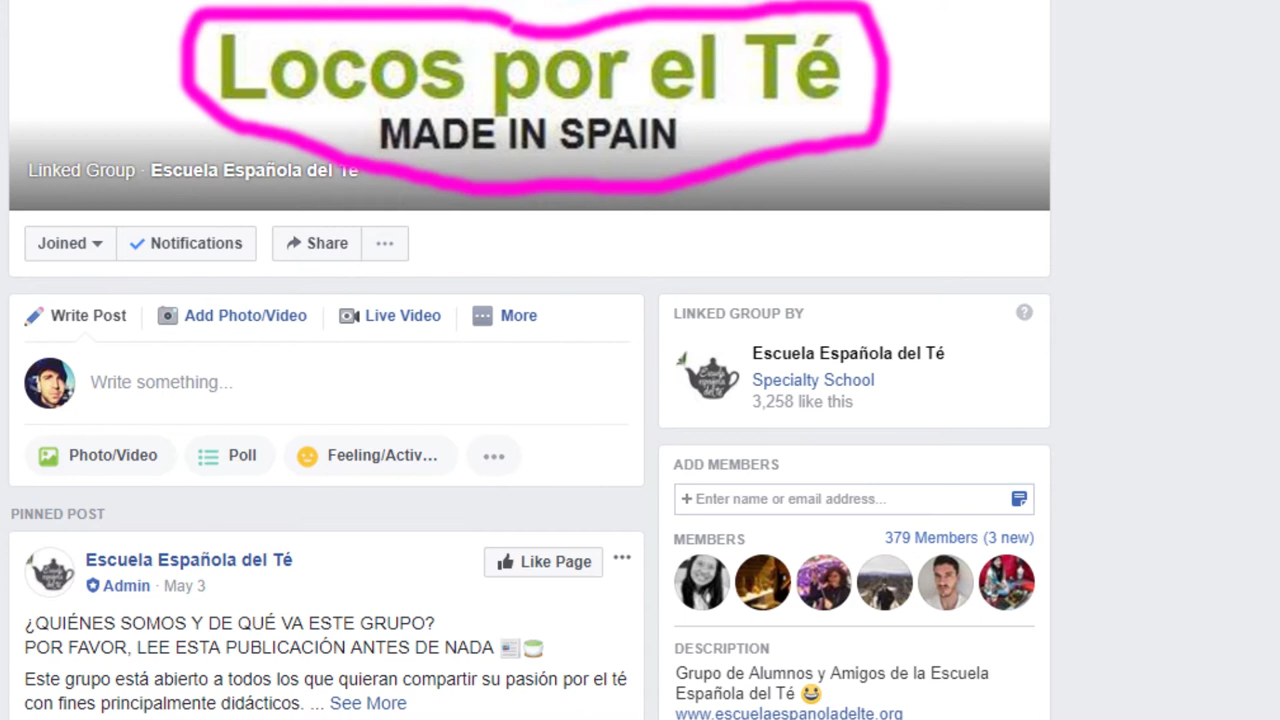 Locos por el Té
MADE IN SPAIN
Linked Group · Escuela Española del Té
Joined
Notifications
Share
Write Post
Add Photo/Video
Live Video
More
Write something...
Photo/Video
Poll
Feeling/Activ...
PINNED POST
Escuela Española del Té
Admin · May 3
Like Page
¿QUIÉNES SOMOS Y DE QUÉ VA ESTE GRUPO?
POR FAVOR, LEE ESTA PUBLICACIÓN ANTES DE NADA 📰🍵
Este grupo está abierto a todos los que quieran compartir su pasión por el té
con fines principalmente didácticos. ... See More
LINKED GROUP BY
?
Escuela española del té
Escuela Española del Té
Specialty School
3,258 like this
ADD MEMBERS
+ Enter name or email address...
MEMBERS
379 Members (3 new)
DESCRIPTION
Grupo de Alumnos y Amigos de la Escuela
Española del Té 😀
www.escuelaespanoladelte.org